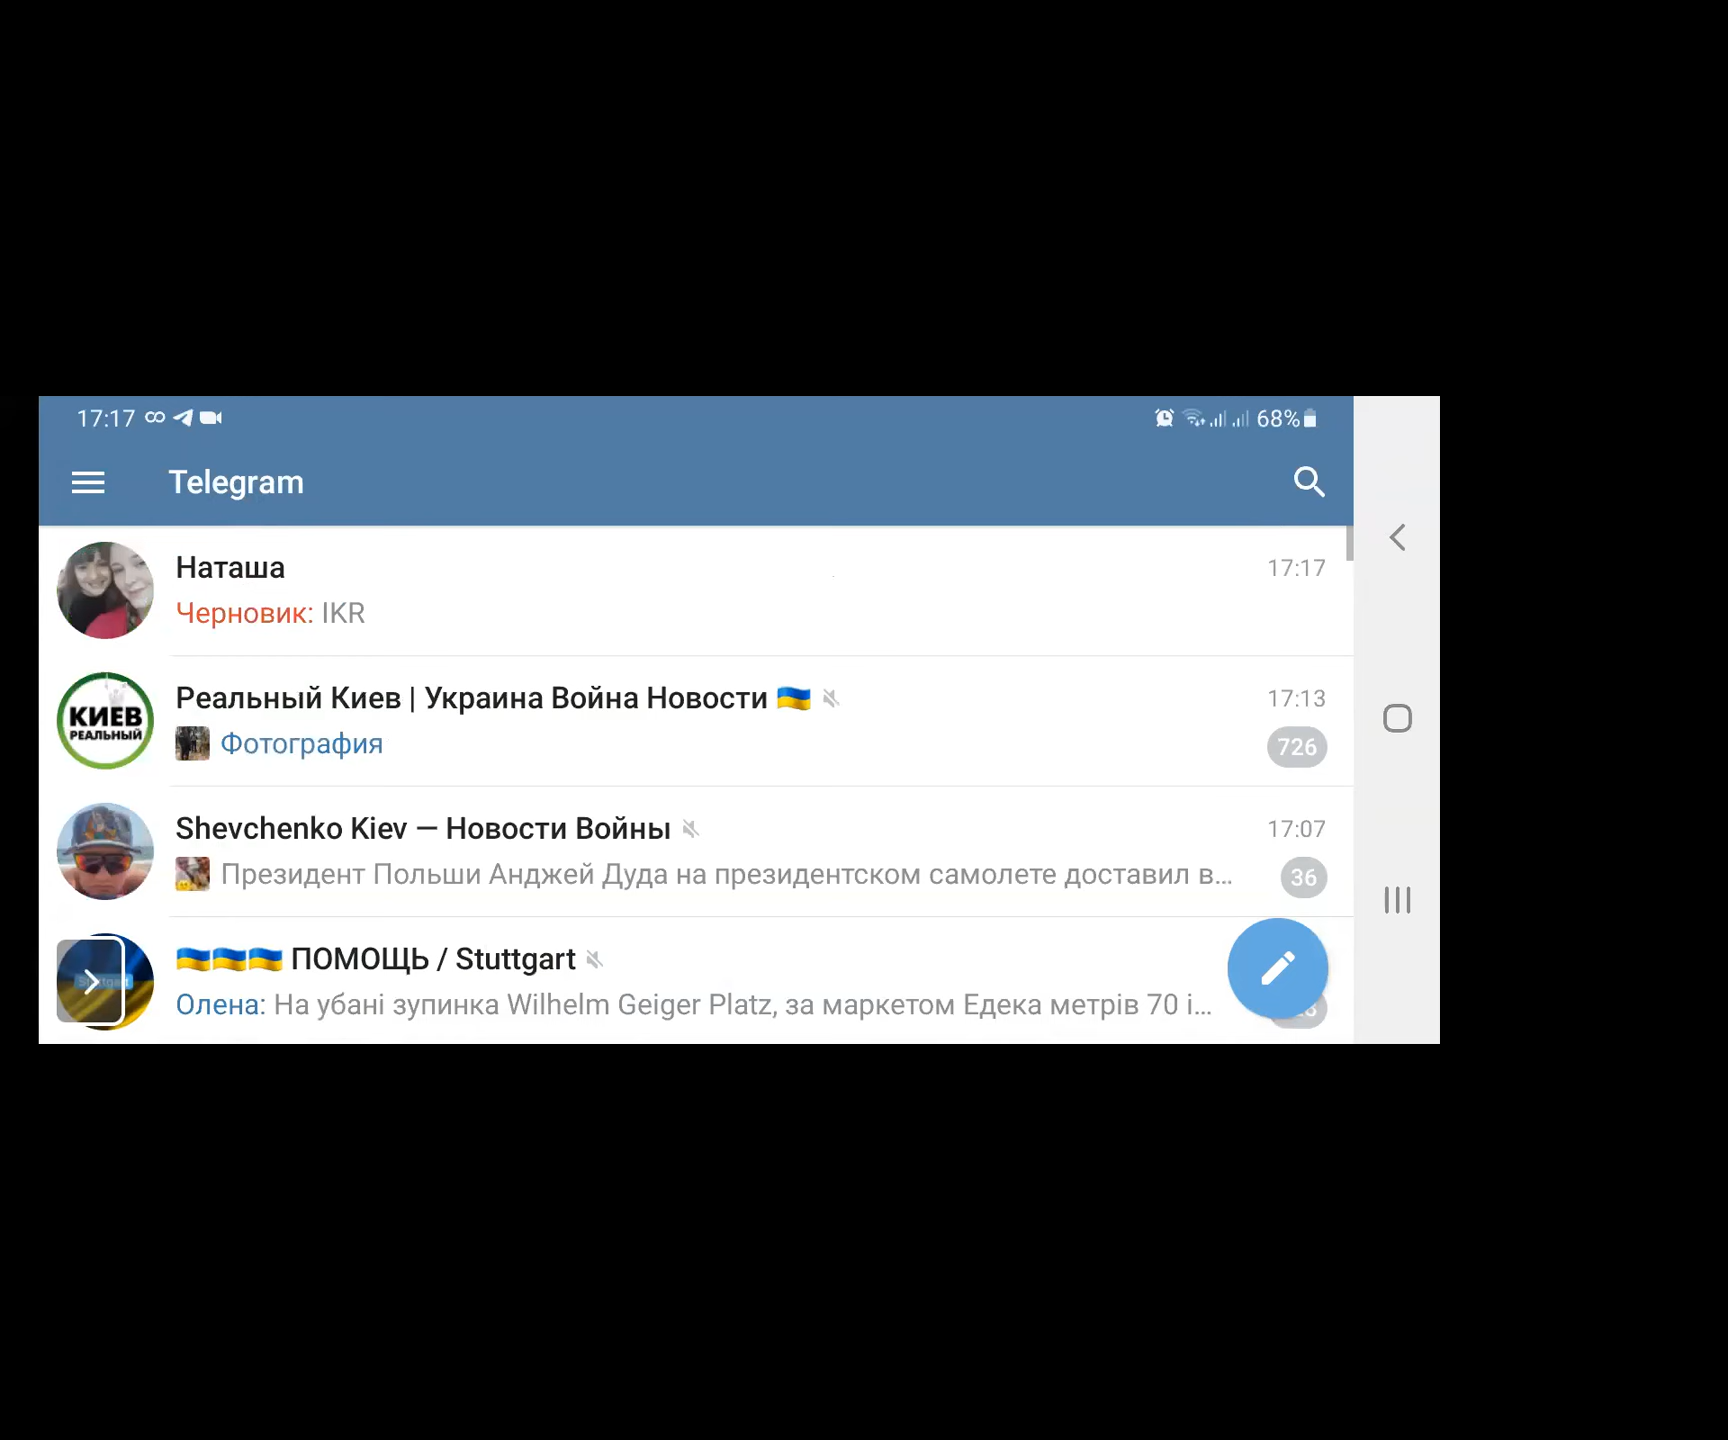 17:17 68%
Telegram
Наташа 17:17
Черновик: IKR
Реальный Киев | Украина Война Новости 🇺🇦 17:13
КИЕВ
РЕАЛЬНЫЙ
Фотография 726
Shevchenko Kiev — Новости Войны 17:07
Президент Польши Анджей Дуда на президентском самолете доставил в... 36
🇺🇦🇺🇦🇺🇦 ПОМОЩЬ / Stuttgart
Олена: На убані зупинка Wilhelm Geiger Platz, за маркетом Едека метрів 70 і...